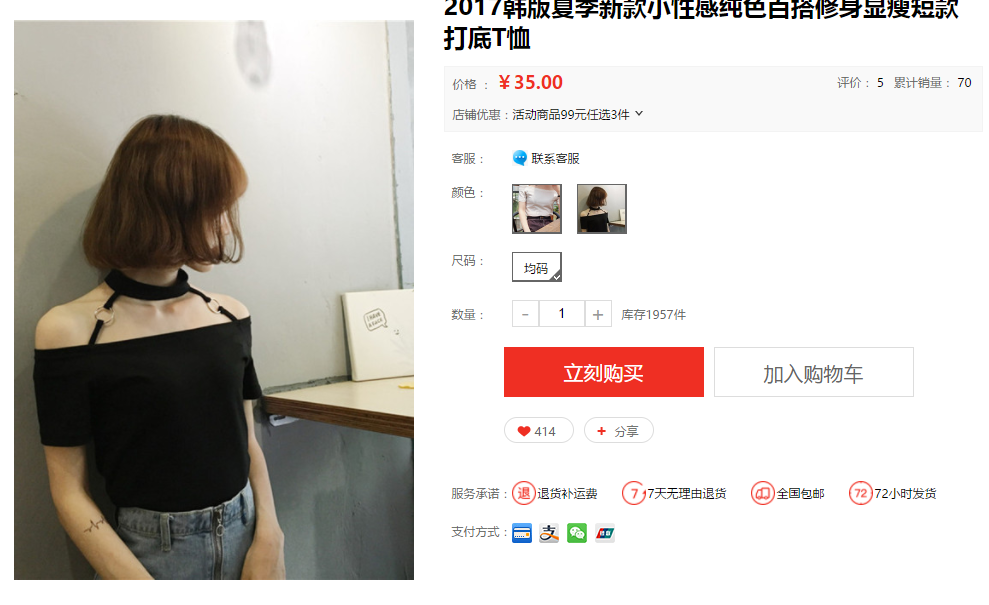 2017韩版夏季新款小性感纯色百搭修身显瘦短款
打底T恤
价格 : ¥ 35.00 评价: 5 累计销量: 70
店铺优惠: 活动商品99元任选3件
客服: 联系客服
颜色:
尺码: 均码
数量: - 1 + 库存1957件
立刻购买 加入购物车
414 + 分享
服务承诺: 退 退货补运费 7 7天无理由退货 全国包邮 72 72小时发货
支付方式: 支